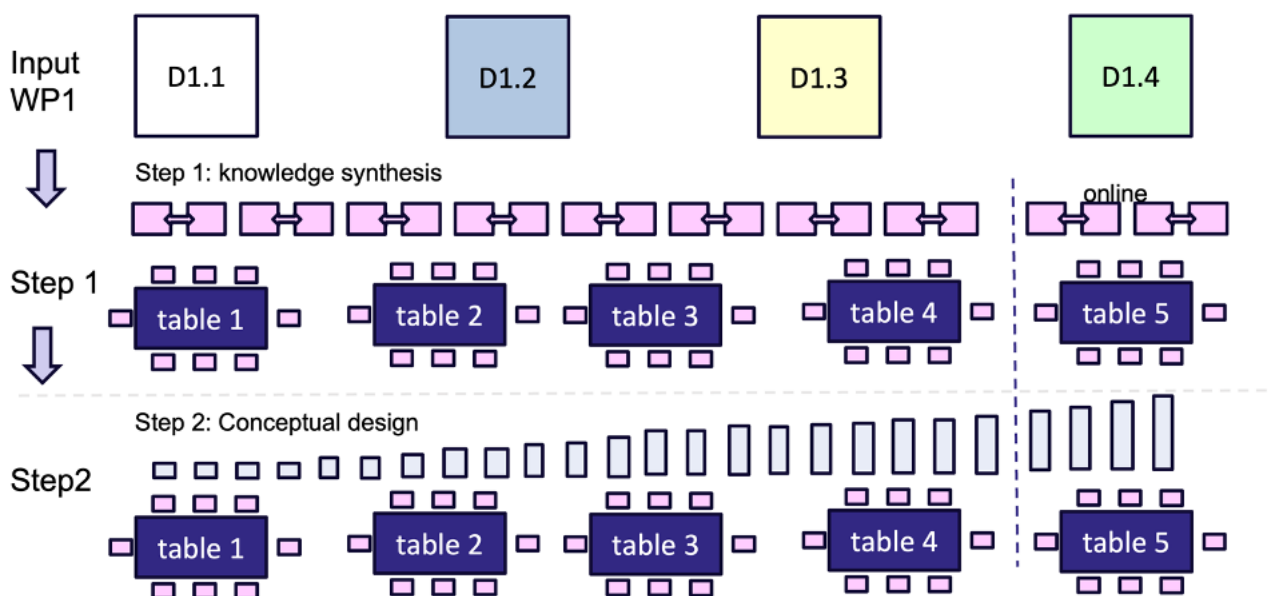 Input
WP1
D1.1
D1.2
D1.3
D1.4
Step 1: knowledge synthesis
online
Step 1
table 1
table 2
table 3
table 4
table 5
Step 2: Conceptual design
Step2
table 1
table 2
table 3
table 4
table 5